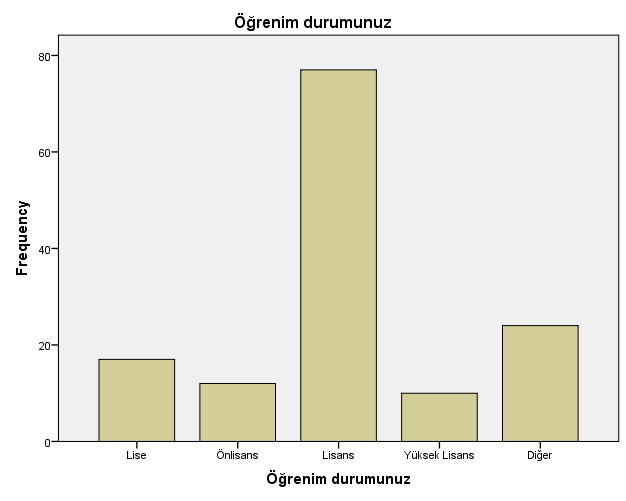 Öğrenim durumunuz
80
60
40
20
0
Frequency
Lise
Önlisans
Lisans
Yüksek Lisans
Diğer
Öğrenim durumunuz